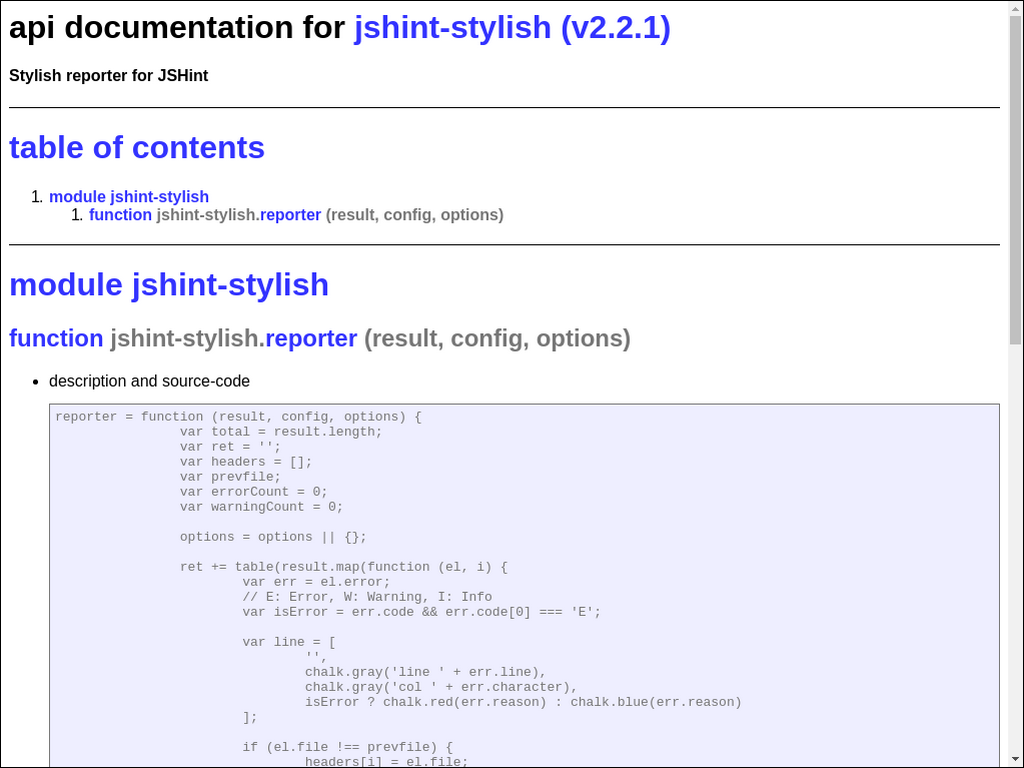 api documentation for jshint-stylish (v2.2.1)
Stylish reporter for JSHint
table of contents
1. module jshint-stylish
1. function jshint-stylish.reporter (result, config, options)
module jshint-stylish
function jshint-stylish.reporter (result, config, options)
• description and source-code
reporter = function (result, config, options) {
var total = result.length;
var ret = '';
var headers = [];
var prevfile;
var errorCount = 0;
var warningCount = 0;
options = options || {};
ret += table(result.map(function (el, i) {
var err = el.error;
// E: Error, W: Warning, I: Info
var isError = err.code && err.code[0] === 'E';
var line = [
'',
chalk.gray('line ' + err.line),
chalk.gray('col ' + err.character),
isError ? chalk.red(err.reason) : chalk.blue(err.reason)
];
if (el.file !== prevfile) {
headers[i] = el.file;